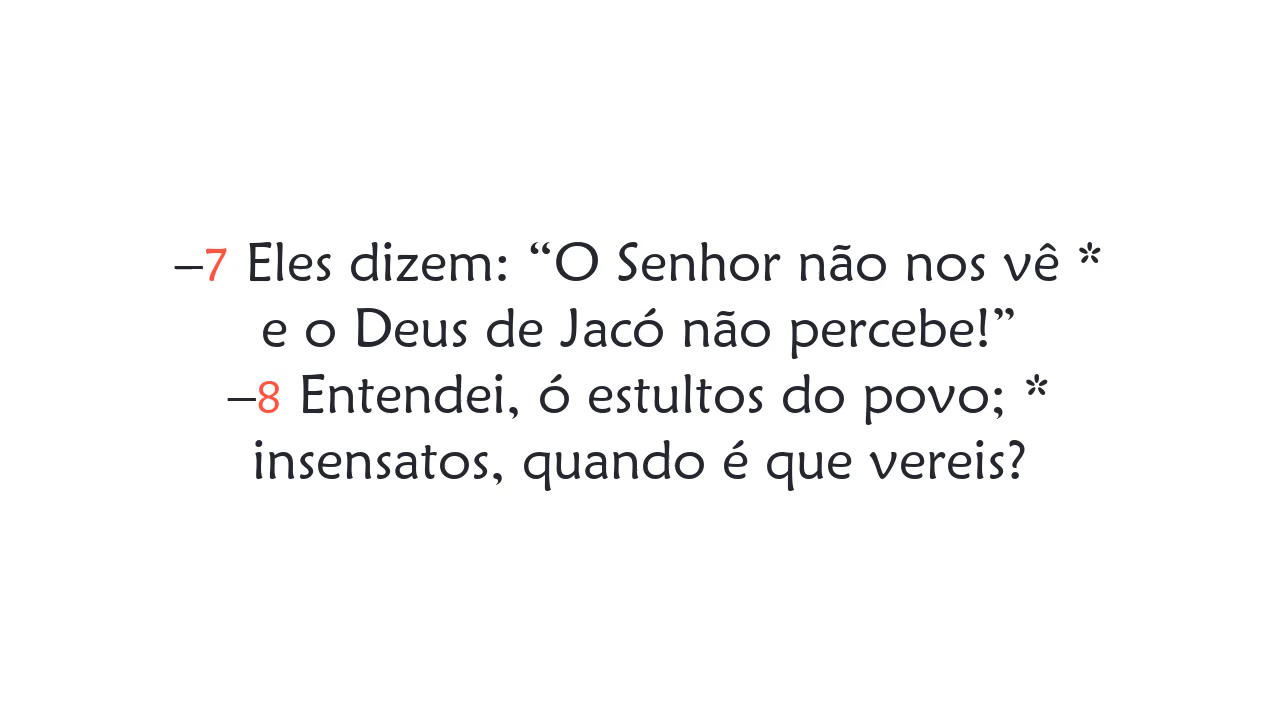 –7 Eles dizem: “O Senhor não nos vê *
e o Deus de Jacó não percebe!”
–8 Entendei, ó estultos do povo; *
insensatos, quando é que vereis?